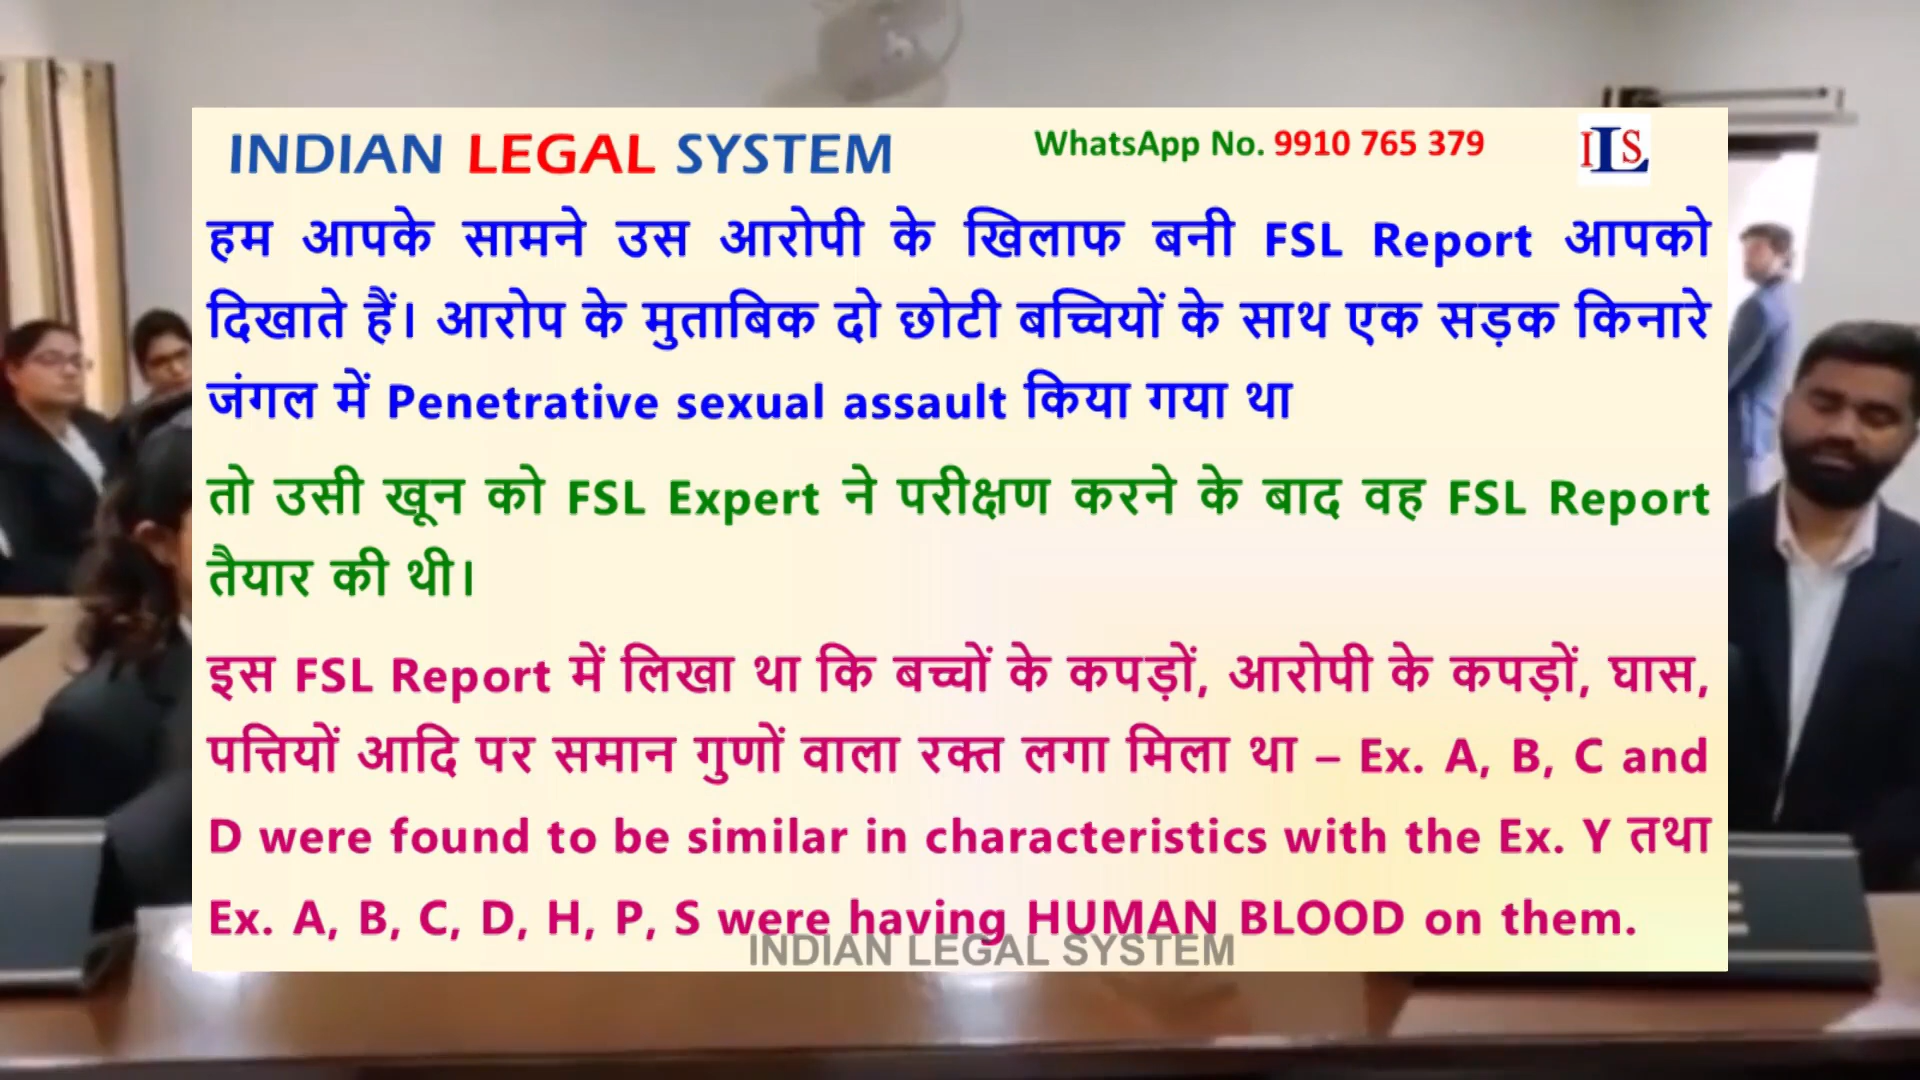 INDIAN LEGAL SYSTEM
WhatsApp No. 9910 765 379
ILS
हम आपके सामने उस आरोपी के खिलाफ बनी FSL Report आपको
दिखाते हैं। आरोप के मुताबिक दो छोटी बच्चियों के साथ एक सड़क किनारे
जंगल में Penetrative sexual assault किया गया था
तो उसी खून को FSL Expert ने परीक्षण करने के बाद वह FSL Report
तैयार की थी।
इस FSL Report में लिखा था कि बच्चों के कपड़ों, आरोपी के कपड़ों, घास,
पत्तियों आदि पर समान गुणों वाला रक्त लगा मिला था – Ex. A, B, C and
D were found to be similar in characteristics with the Ex. Y तथा
Ex. A, B, C, D, H, P, S were having HUMAN BLOOD on them.
INDIAN LEGAL SYSTEM